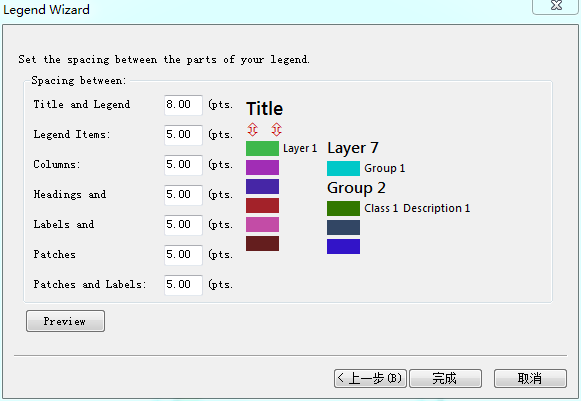 Legend Wizard
Set the spacing between the parts of your legend.
Spacing between:
Title and Legend 8.00 (pts.
Legend Items: 5.00 (pts.
Columns: 5.00 (pts.
Headings and 5.00 (pts.
Labels and 5.00 (pts.
Patches 5.00 (pts.
Patches and Labels: 5.00 (pts.
Title
Layer 1
Layer 7
Group 1
Group 2
Class 1 Description 1
Preview
< 上一步(B) 完成 取消